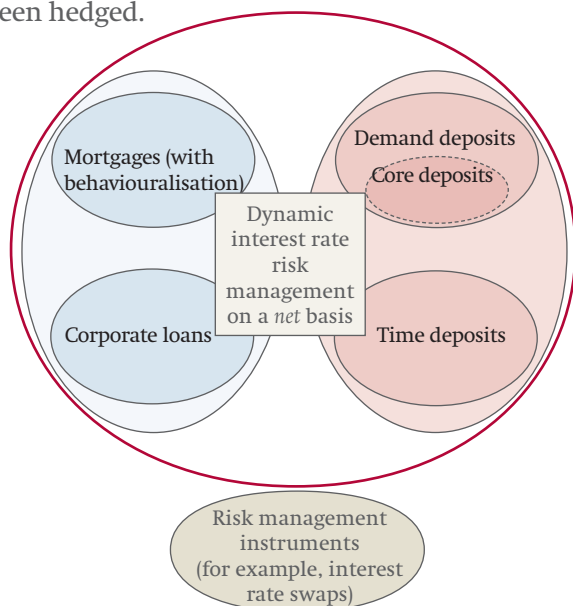 een hedged.
Mortgages (with
behaviouralisation)
Demand deposits
Core deposits
Dynamic
interest rate
risk
management
on a net basis
Corporate loans
Time deposits
Risk management
instruments
(for example, interest
rate swaps)